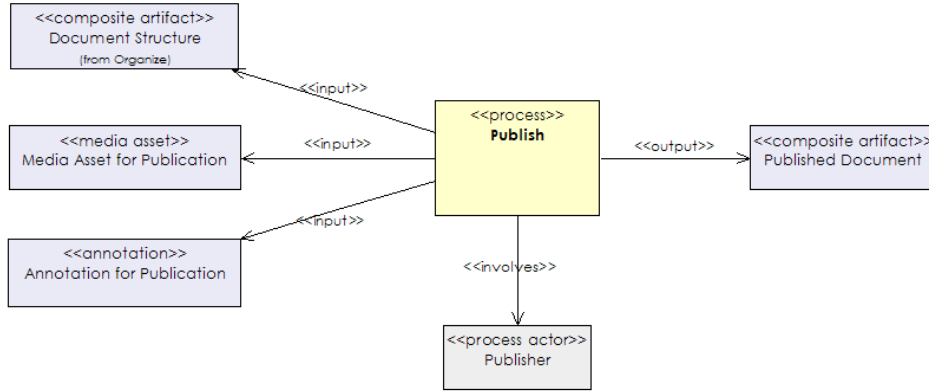 <<composite artifact>>
Document Structure
(from Organize)
<<input>>
<<process>>
Publish
<<media asset>>
Media Asset for Publication
<<input>>
<<output>>
<<composite artifact>>
Published Document
<<input>>
<<annotation>>
Annotation for Publication
<<involves>>
<<process actor>>
Publisher